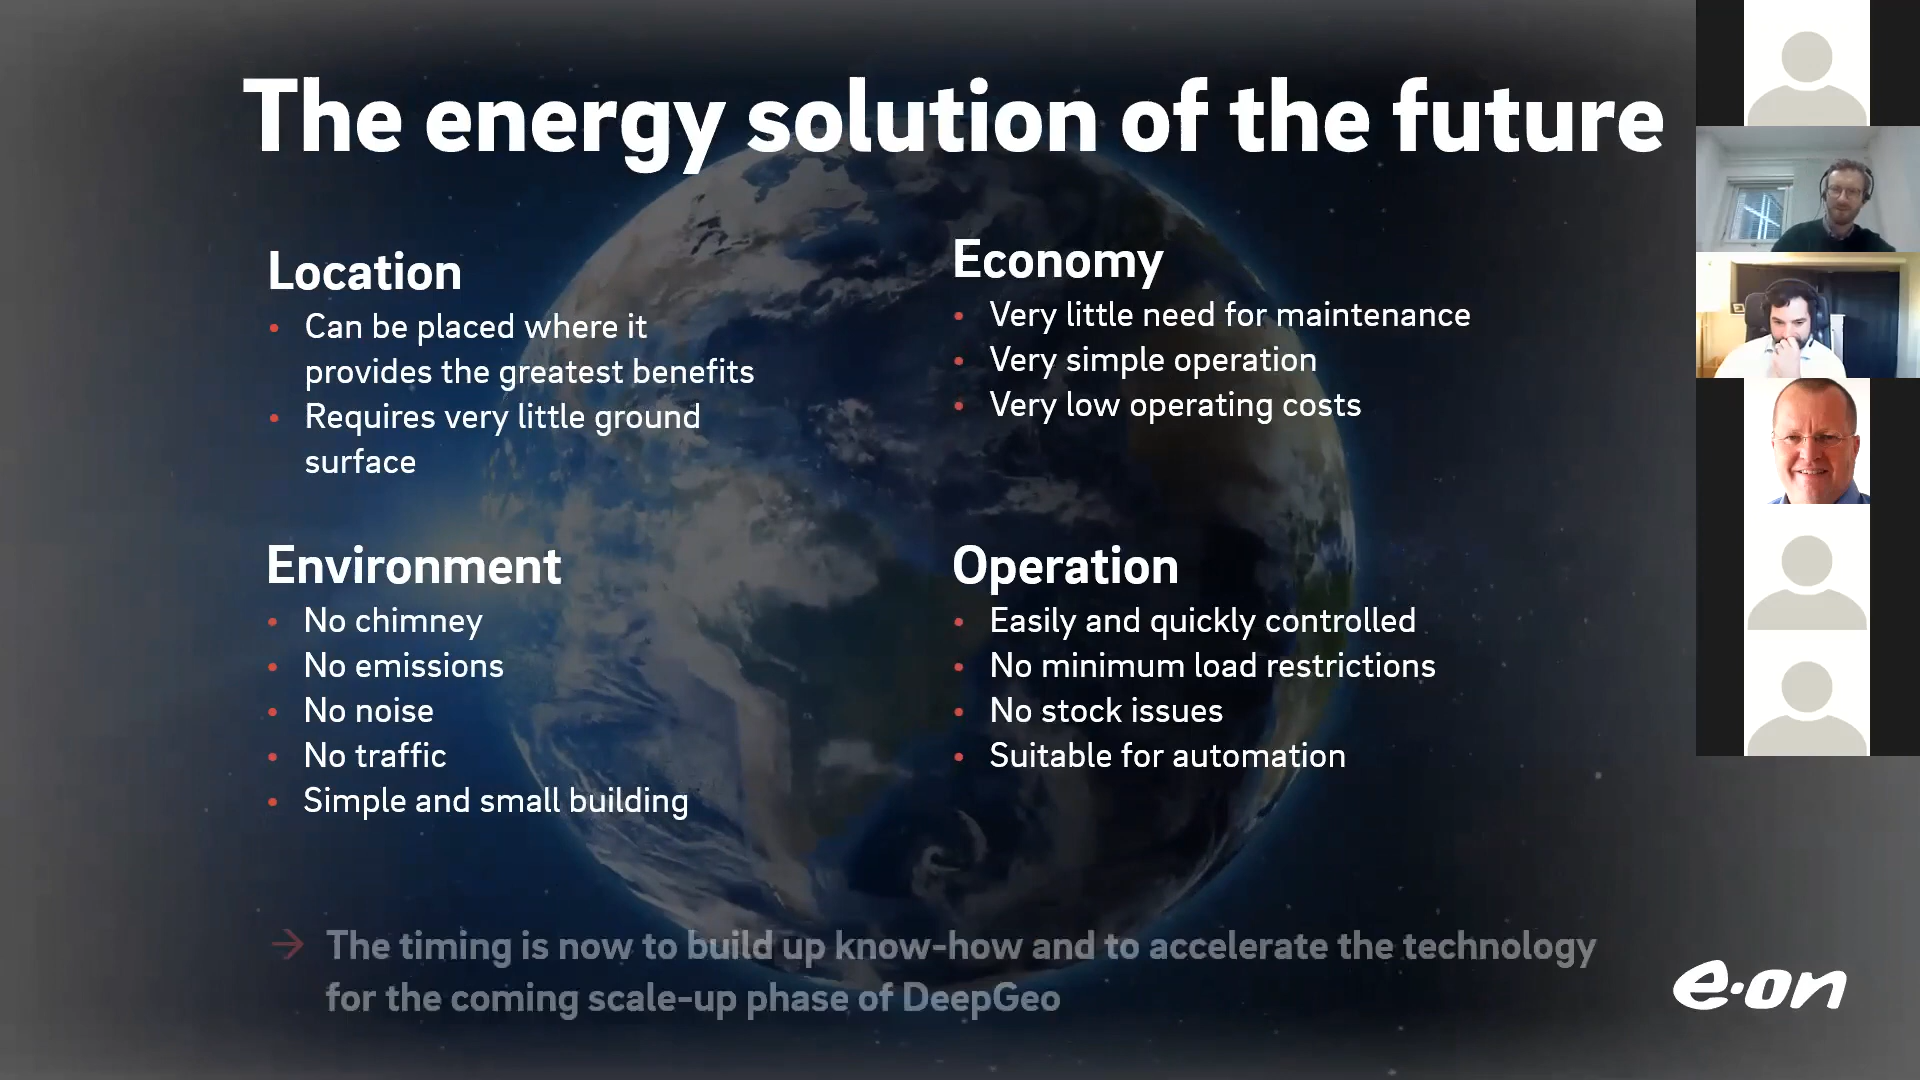 The energy solution of the future
Location
• Can be placed where it
provides the greatest benefits
• Requires very little ground
surface
Economy
• Very little need for maintenance
• Very simple operation
• Very low operating costs
Environment
• No chimney
• No emissions
• No noise
• No traffic
• Simple and small building
Operation
• Easily and quickly controlled
• No minimum load restrictions
• No stock issues
• Suitable for automation
→ The timing is now to build up know-how and to accelerate the technology
for the coming scale-up phase of DeepGeo
e·on